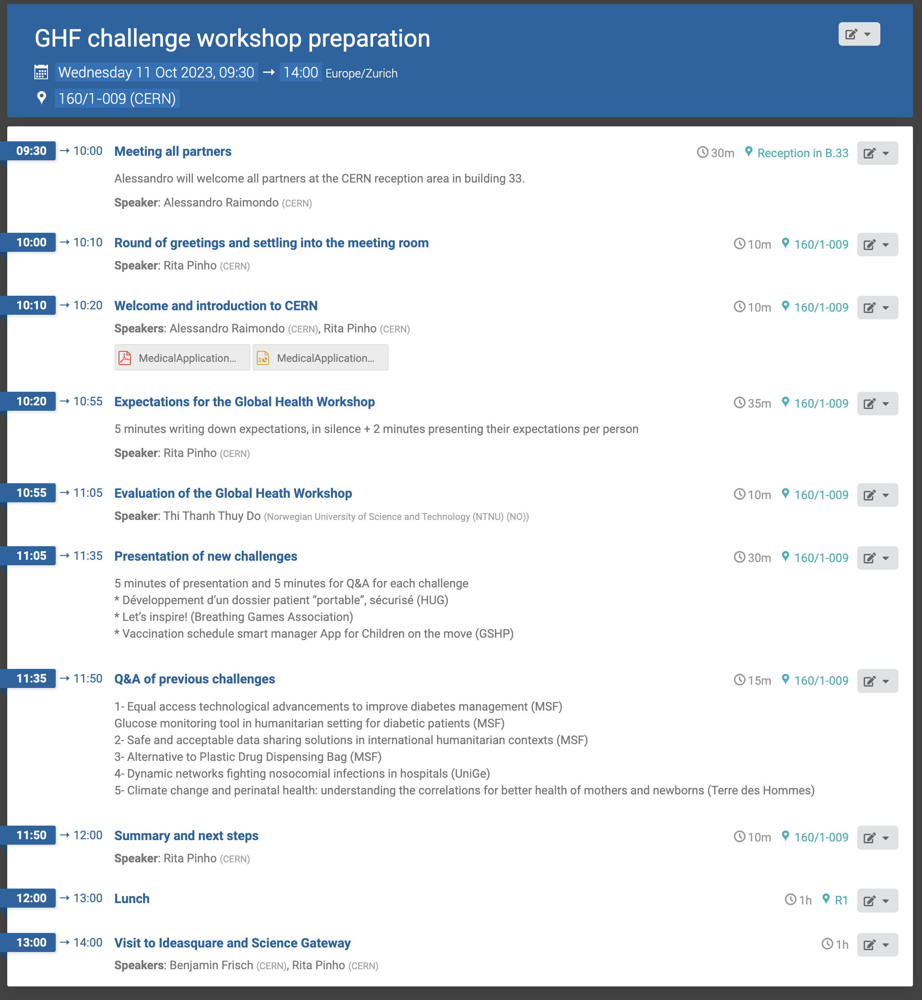 GHF challenge workshop preparation
Wednesday 11 Oct 2023, 09:30 → 14:00 Europe/Zurich
160/1-009 (CERN)
09:30 → 10:00 Meeting all partners 30m Reception in B.33
Alessandro will welcome all partners at the CERN reception area in building 33.
Speaker: Alessandro Raimondo (CERN)
10:00 → 10:10 Round of greetings and settling into the meeting room 10m 160/1-009
Speaker: Rita Pinho (CERN)
10:10 → 10:20 Welcome and introduction to CERN 10m 160/1-009
Speakers: Alessandro Raimondo (CERN), Rita Pinho (CERN)
MedicalApplication... MedicalApplication...
10:20 → 10:55 Expectations for the Global Health Workshop 35m 160/1-009
5 minutes writing down expectations, in silence + 2 minutes presenting their expectations per person
Speaker: Rita Pinho (CERN)
10:55 → 11:05 Evaluation of the Global Heath Workshop 10m 160/1-009
Speaker: Thi Thanh Thuy Do (Norwegian University of Science and Technology (NTNU) (NO))
11:05 → 11:35 Presentation of new challenges 30m 160/1-009
5 minutes of presentation and 5 minutes for Q&A for each challenge
* Développement d’un dossier patient “portable”, sécurisé (HUG)
* Let’s inspire! (Breathing Games Association)
* Vaccination schedule smart manager App for Children on the move (GSHP)
11:35 → 11:50 Q&A of previous challenges 15m 160/1-009
1- Equal access technological advancements to improve diabetes management (MSF)
Glucose monitoring tool in humanitarian setting for diabetic patients (MSF)
2- Safe and acceptable data sharing solutions in international humanitarian contexts (MSF)
3- Alternative to Plastic Drug Dispensing Bag (MSF)
4- Dynamic networks fighting nosocomial infections in hospitals (UniGe)
5- Climate change and perinatal health: understanding the correlations for better health of mothers and newborns (Terre des Hommes)
11:50 → 12:00 Summary and next steps 10m 160/1-009
Speaker: Rita Pinho (CERN)
12:00 → 13:00 Lunch 1h R1
13:00 → 14:00 Visit to Ideasquare and Science Gateway 1h
Speakers: Benjamin Frisch (CERN), Rita Pinho (CERN)